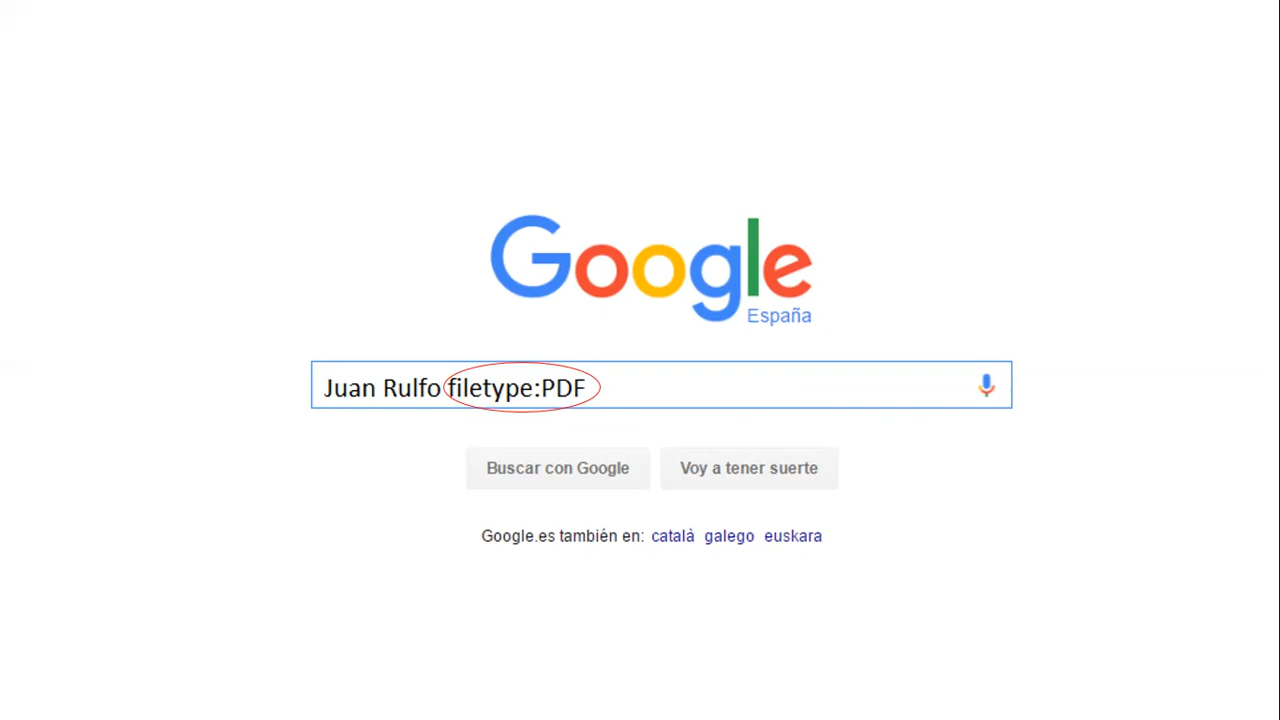 Google
España
Juan Rulfo filetype:PDF
Buscar con Google Voy a tener suerte
Google.es también en: català galego euskara